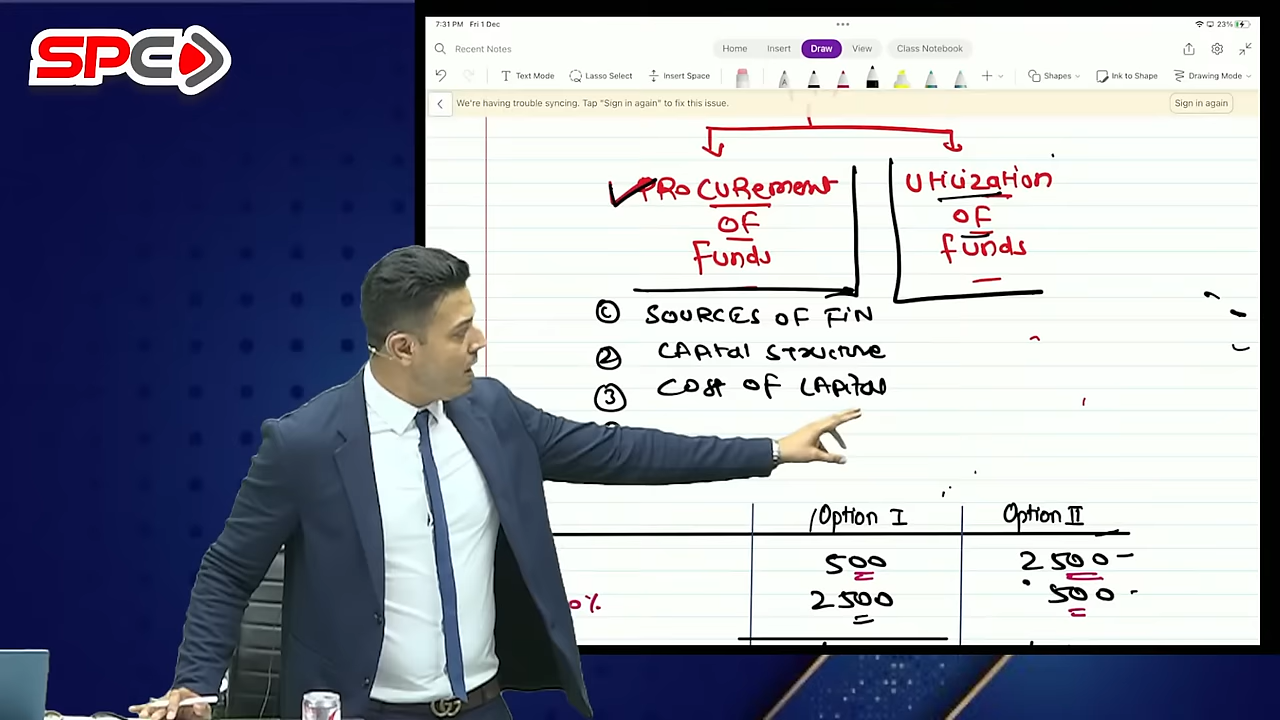 SPC
7:31 PM Fri 1 Dec
23%
Recent Notes
Home Insert Draw View Class Notebook
Text Mode Lasso Select Insert Space Shapes Ink to Shape Drawing Mode
We're having trouble syncing. Tap "Sign in again" to fix this issue. Sign in again
PROCUREMENT UTILIZATION
OF OF
Funds funds
SOURCES OF FIN
2 CAPITAL STRUCTURE
3 COST OF CAPITAL
Option I Option II
500 2500
0% 2500 500